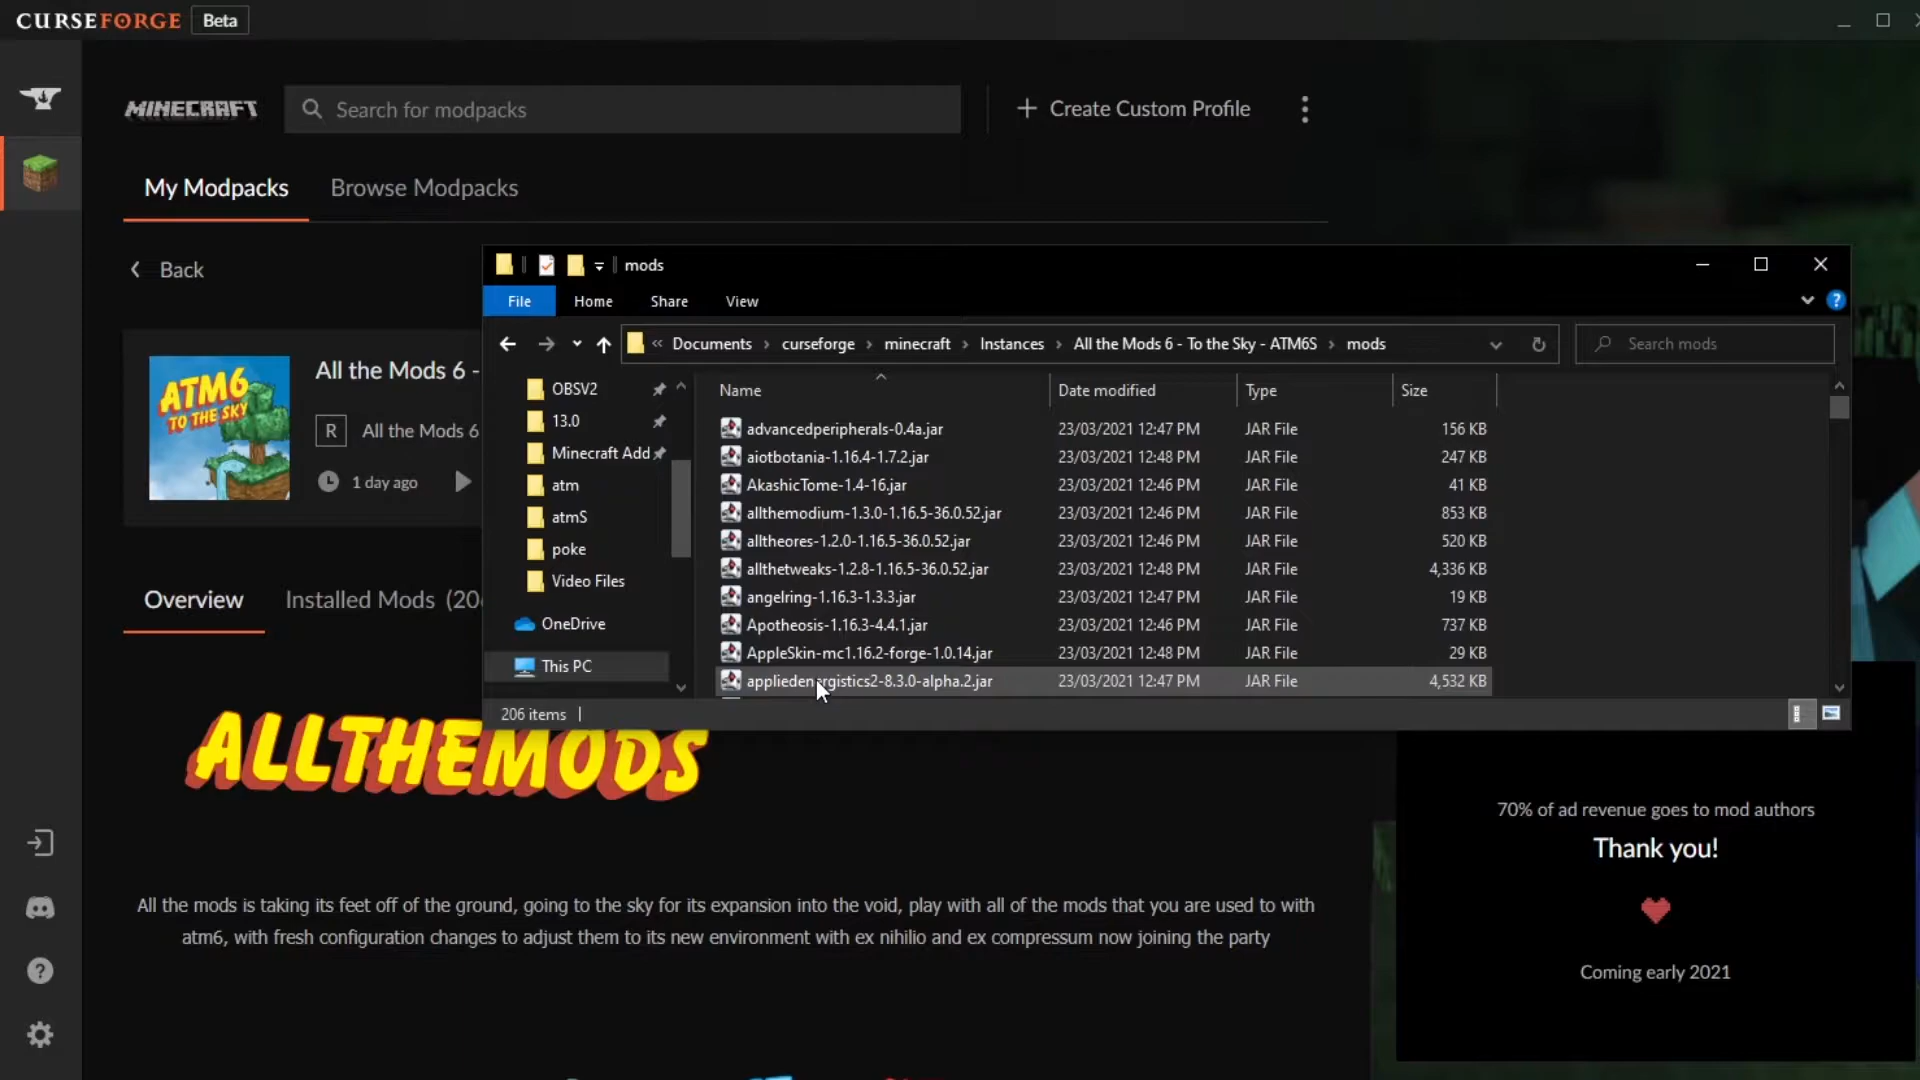 CURSEFORGE Beta
MINECRAFT
Search for modpacks
Create Custom Profile
My Modpacks
Browse Modpacks
Back
ATM6
TO THE SKY
All the Mods 6 -
R All the Mods 6
1 day ago
Overview
Installed Mods (20
mods
File Home Share View
« Documents › curseforge › minecraft › Instances › All the Mods 6 - To the Sky - ATM6S › mods
Search mods
OBSV2
13.0
Minecraft Add
atm
atmS
poke
Video Files
OneDrive
This PC
Name Date modified Type Size
advancedperipherals-0.4a.jar 23/03/2021 12:47 PM JAR File 156 KB
aiotbotania-1.16.4-1.7.2.jar 23/03/2021 12:48 PM JAR File 247 KB
AkashicTome-1.4-16.jar 23/03/2021 12:46 PM JAR File 41 KB
allthemodium-1.3.0-1.16.5-36.0.52.jar 23/03/2021 12:46 PM JAR File 853 KB
alltheores-1.2.0-1.16.5-36.0.52.jar 23/03/2021 12:46 PM JAR File 520 KB
allthetweaks-1.2.8-1.16.5-36.0.52.jar 23/03/2021 12:48 PM JAR File 4,336 KB
angelring-1.16.3-1.3.3.jar 23/03/2021 12:47 PM JAR File 19 KB
Apotheosis-1.16.3-4.4.1.jar 23/03/2021 12:46 PM JAR File 737 KB
AppleSkin-mc1.16.2-forge-1.0.14.jar 23/03/2021 12:48 PM JAR File 29 KB
appliedenergistics2-8.3.0-alpha.2.jar 23/03/2021 12:47 PM JAR File 4,532 KB
206 items
ALLTHEMODS
All the mods is taking its feet off of the ground, going to the sky for its expansion into the void, play with all of the mods that you are used to with
atm6, with fresh configuration changes to adjust them to its new environment with ex nihilio and ex compressum now joining the party
70% of ad revenue goes to mod authors
Thank you!
Coming early 2021